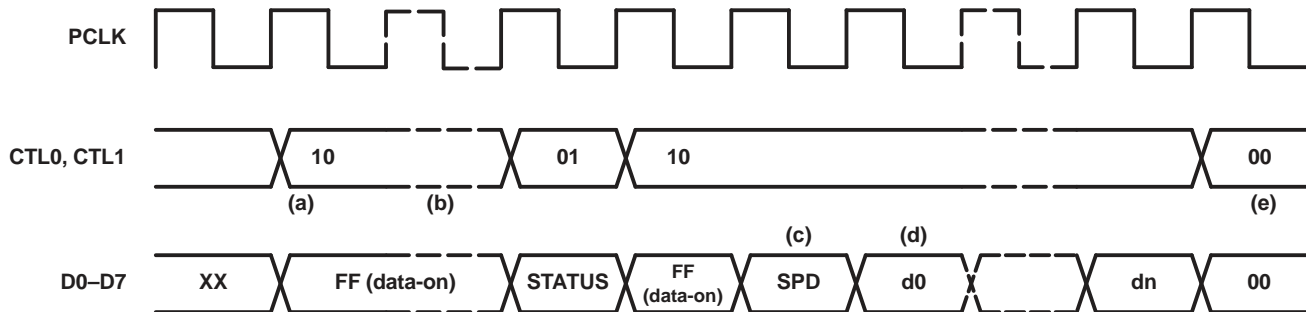 PCLK
CTL0, CTL1
10
01
10
00
(a)
(b)
(e)
(c)
(d)
D0–D7
XX
FF (data-on)
STATUS
FF
(data-on)
SPD
d0
dn
00